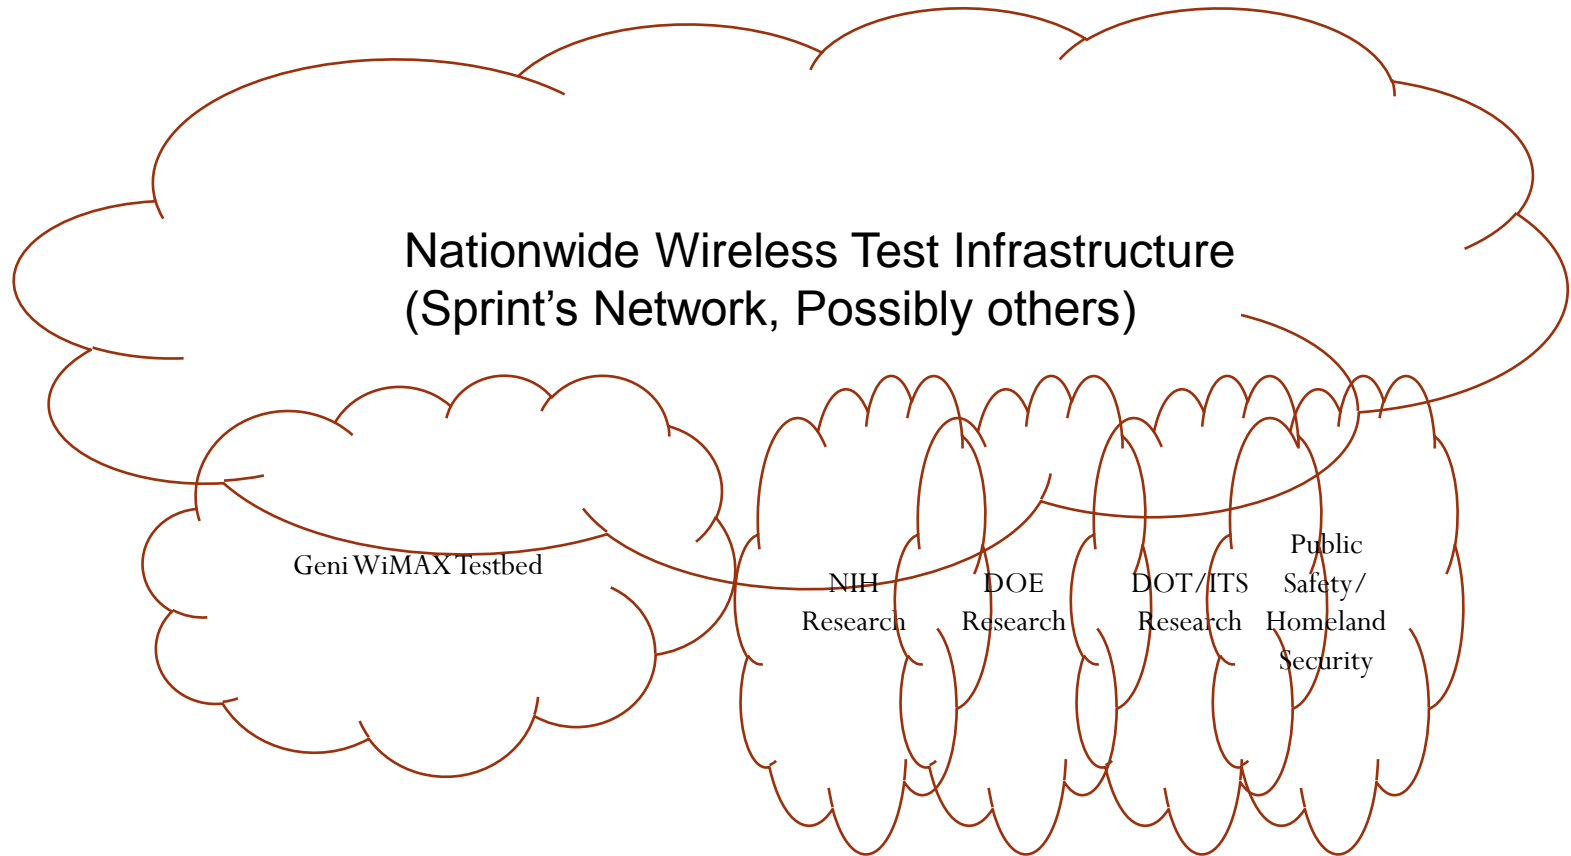 Nationwide Wireless Test Infrastructure
(Sprint’s Network, Possibly others)
Geni WiMAX Testbed
NIH
Research
DOE
Research
DOT/ITS
Research
Public
Safety/
Homeland
Security